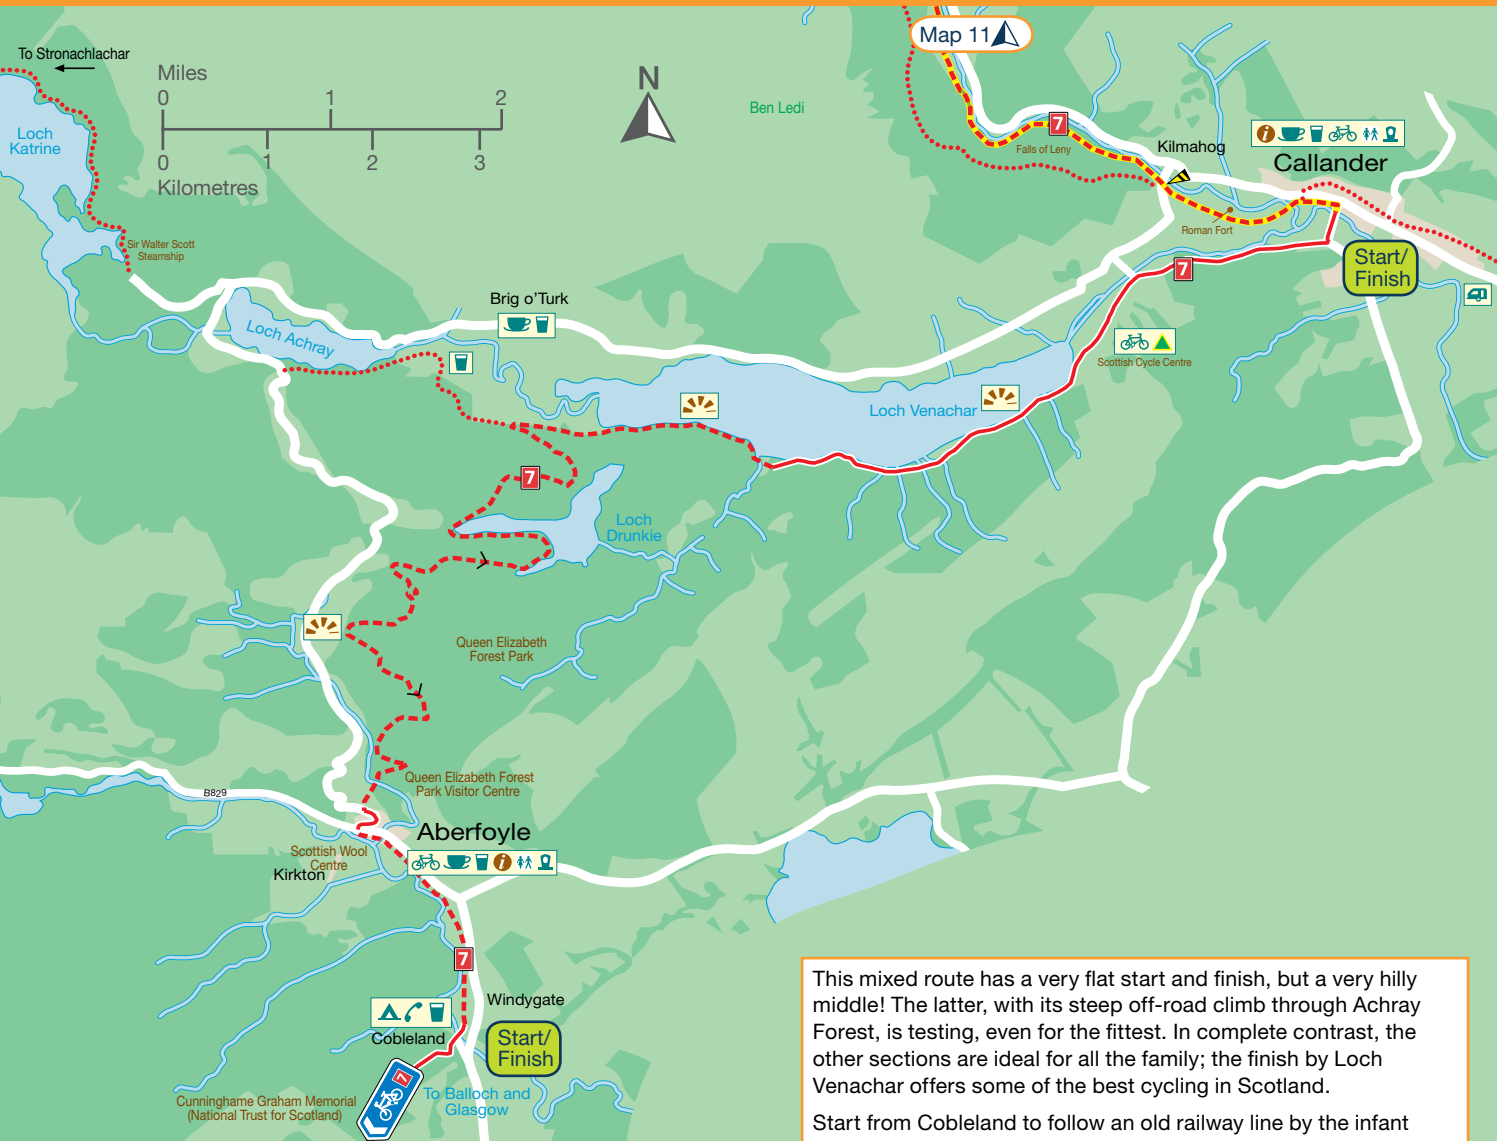 Map 11
To Stronachlachar
Miles
0 1 2
0 1 2 3
Kilometres
N
Ben Ledi
Loch
Katrine
7
Falls of Leny
Kilmahog
Callander
Roman Fort
Sir Walter Scott
Steamship
Start/
Finish
7
Brig o'Turk
Loch Achray
Scottish Cycle Centre
Loch Venachar
7
Loch
Drunkie
Queen Elizabeth
Forest Park
Queen Elizabeth Forest
Park Visitor Centre
B829
Aberfoyle
Scottish Wool
Centre
Kirkton
7
Windygate
Cobleland
Start/
Finish
7
Cunninghame Graham Memorial
(National Trust for Scotland)
To Balloch and
Glasgow
This mixed route has a very flat start and finish, but a very hilly
middle! The latter, with its steep off-road climb through Achray
Forest, is testing, even for the fittest. In complete contrast, the
other sections are ideal for all the family; the finish by Loch
Venachar offers some of the best cycling in Scotland.
Start from Cobleland to follow an old railway line by the infant